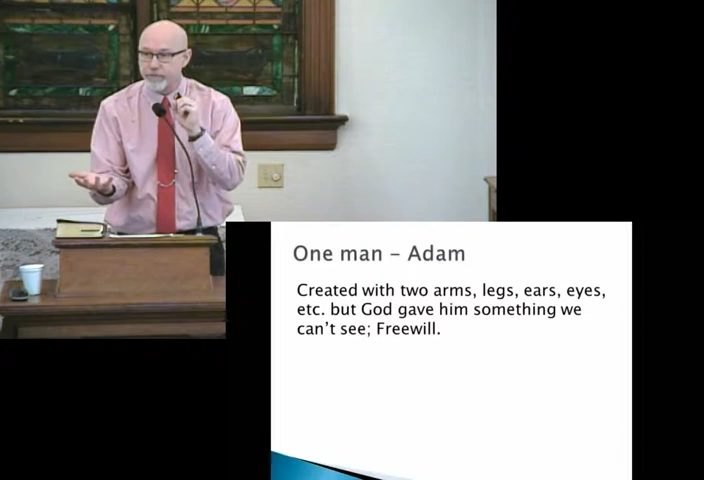 One man – Adam
Created with two arms, legs, ears, eyes,
etc. but God gave him something we
can't see; Freewill.